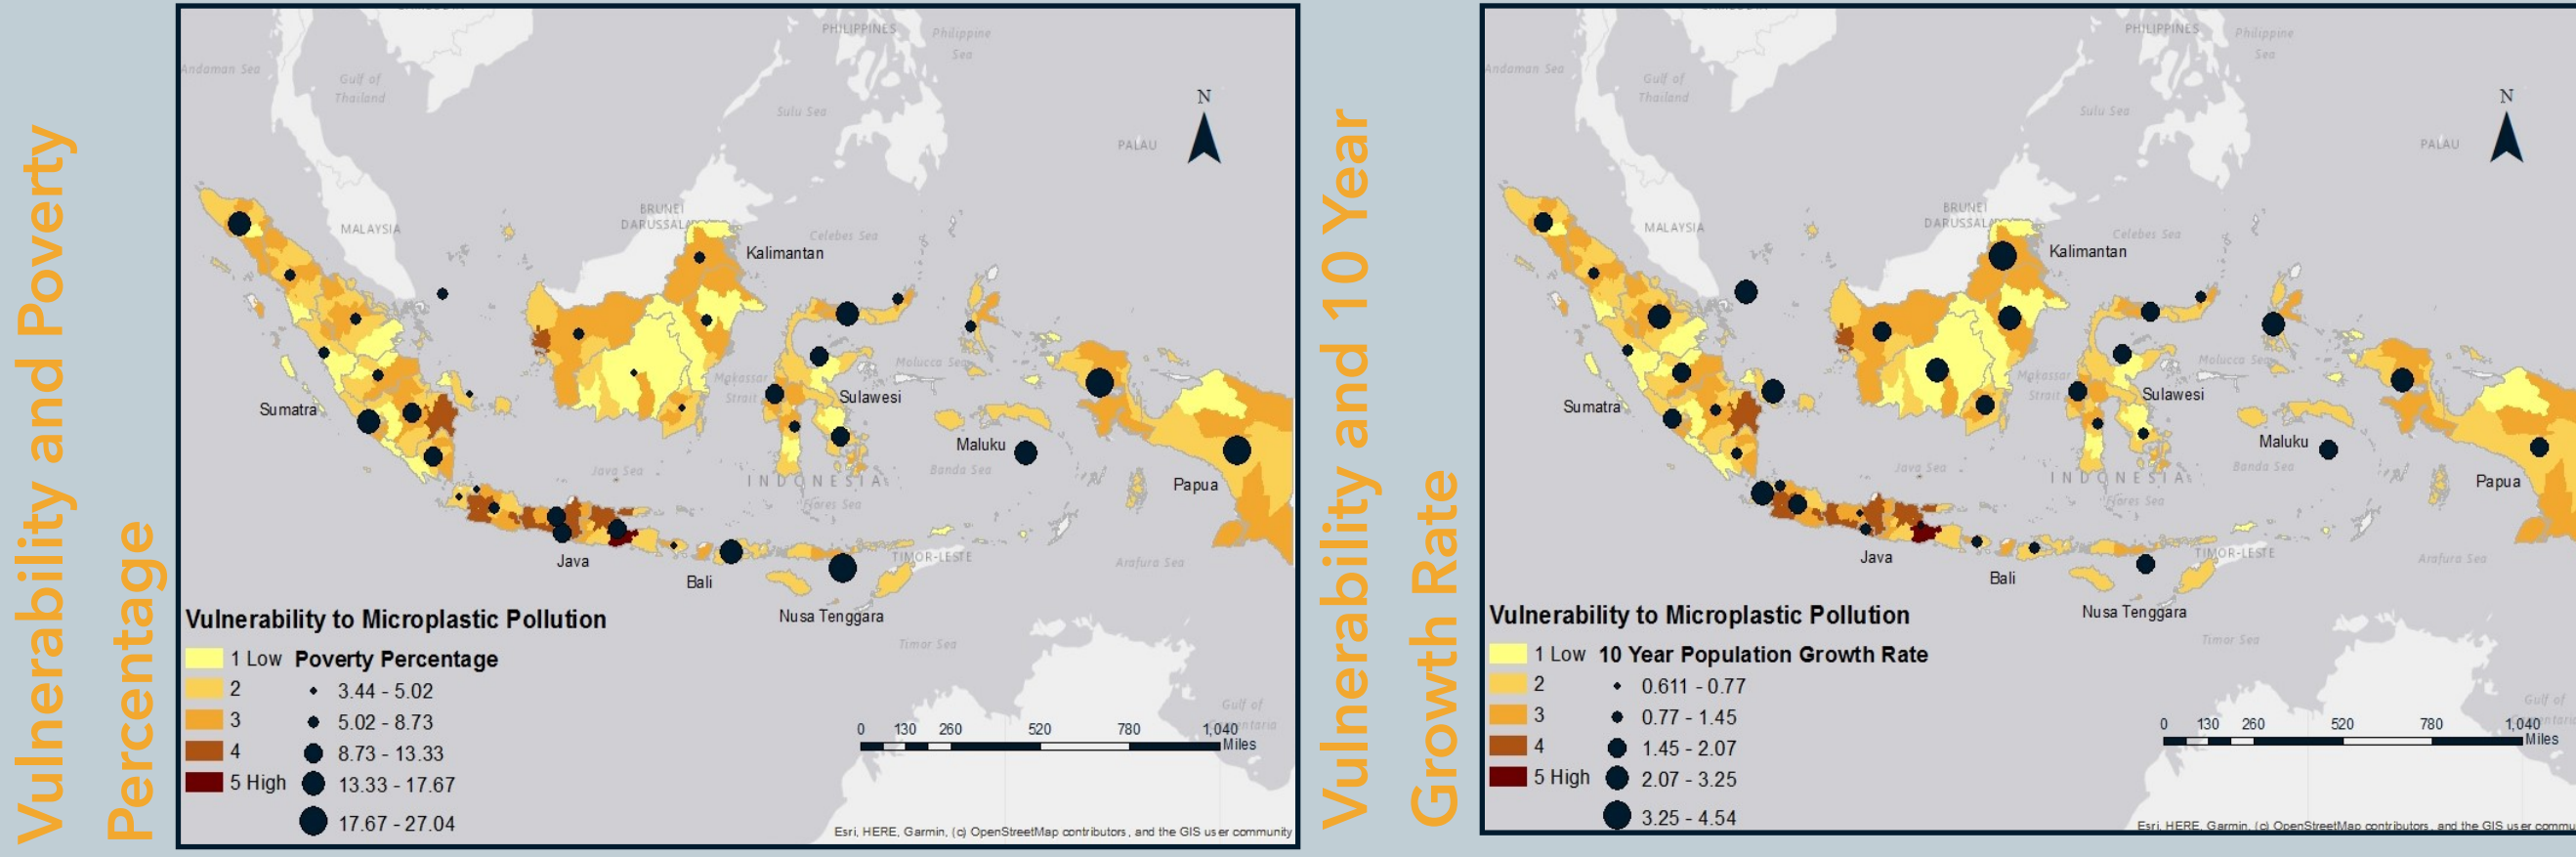 Vulnerability and Poverty
Percentage
PHILIPPINES
Philippine
Sea
Andaman Sea
Gulf of
Thailand
N
Sulu Sea
PALAU
BRUNEI
DARUSSALA
MALAYSIA
Celebes Sea
Kalimantan
Molucca Sea
Makassar
Strait
Sulawesi
Sumatra
Maluku
Banda Sea
Java Sea
INDONESIA
Papua
Flores Sea
Java
TIMOR-LESTE
Arafura Sea
Bali
Nusa Tenggara
Timor Sea
Vulnerability to Microplastic Pollution
1 Low Poverty Percentage
2 3.44 - 5.02
3 5.02 - 8.73
4 8.73 - 13.33
5 High 13.33 - 17.67
17.67 - 27.04
Gulf of
0 130 260 520 780 1,040
Miles
Esri, HERE, Garmin, (c) OpenStreetMap contributors, and the GIS user community
Vulnerability and 10 Year
Growth Rate
PHILIPPINES
Philippine
Sea
Andaman Sea
Gulf of
Thailand
N
Sulu Sea
PALAU
BRUNEI
DARUSSALA
MALAYSIA
Celebes Sea
Kalimantan
Molucca Sea
Makassar
Strait
Sulawesi
Sumatra
Maluku
Banda Sea
Java Sea
INDONESIA
Papua
Flores Sea
Java
TIMOR-LESTE
Arafura Sea
Bali
Nusa Tenggara
Timor Sea
Vulnerability to Microplastic Pollution
1 Low 10 Year Population Growth Rate
2 0.611 - 0.77
3 0.77 - 1.45
4 1.45 - 2.07
5 High 2.07 - 3.25
3.25 - 4.54
Gulf of
0 130 260 520 780 1,040
Miles
Esri, HERE, Garmin, (c) OpenStreetMap contributors, and the GIS user commu